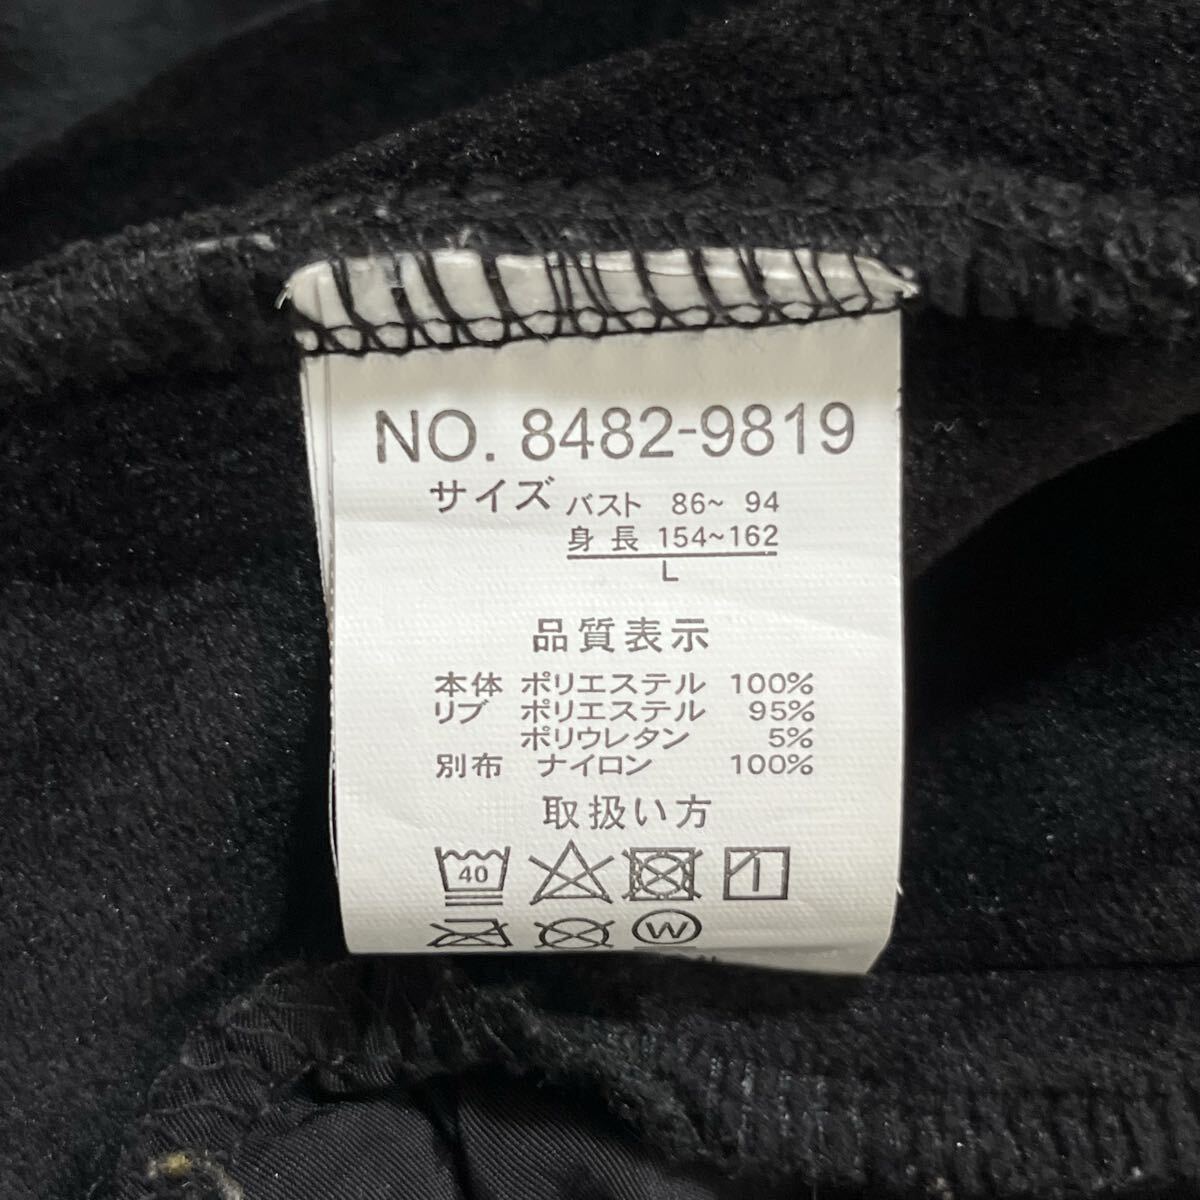 NO. 8482-9819
サイズ バスト 86~ 94
身長 154~162
L
品質表示
本体 ポリエステル 100%
リブ ポリエステル 95%
ポリウレタン 5%
別布 ナイロン 100%
取扱い方
40
W